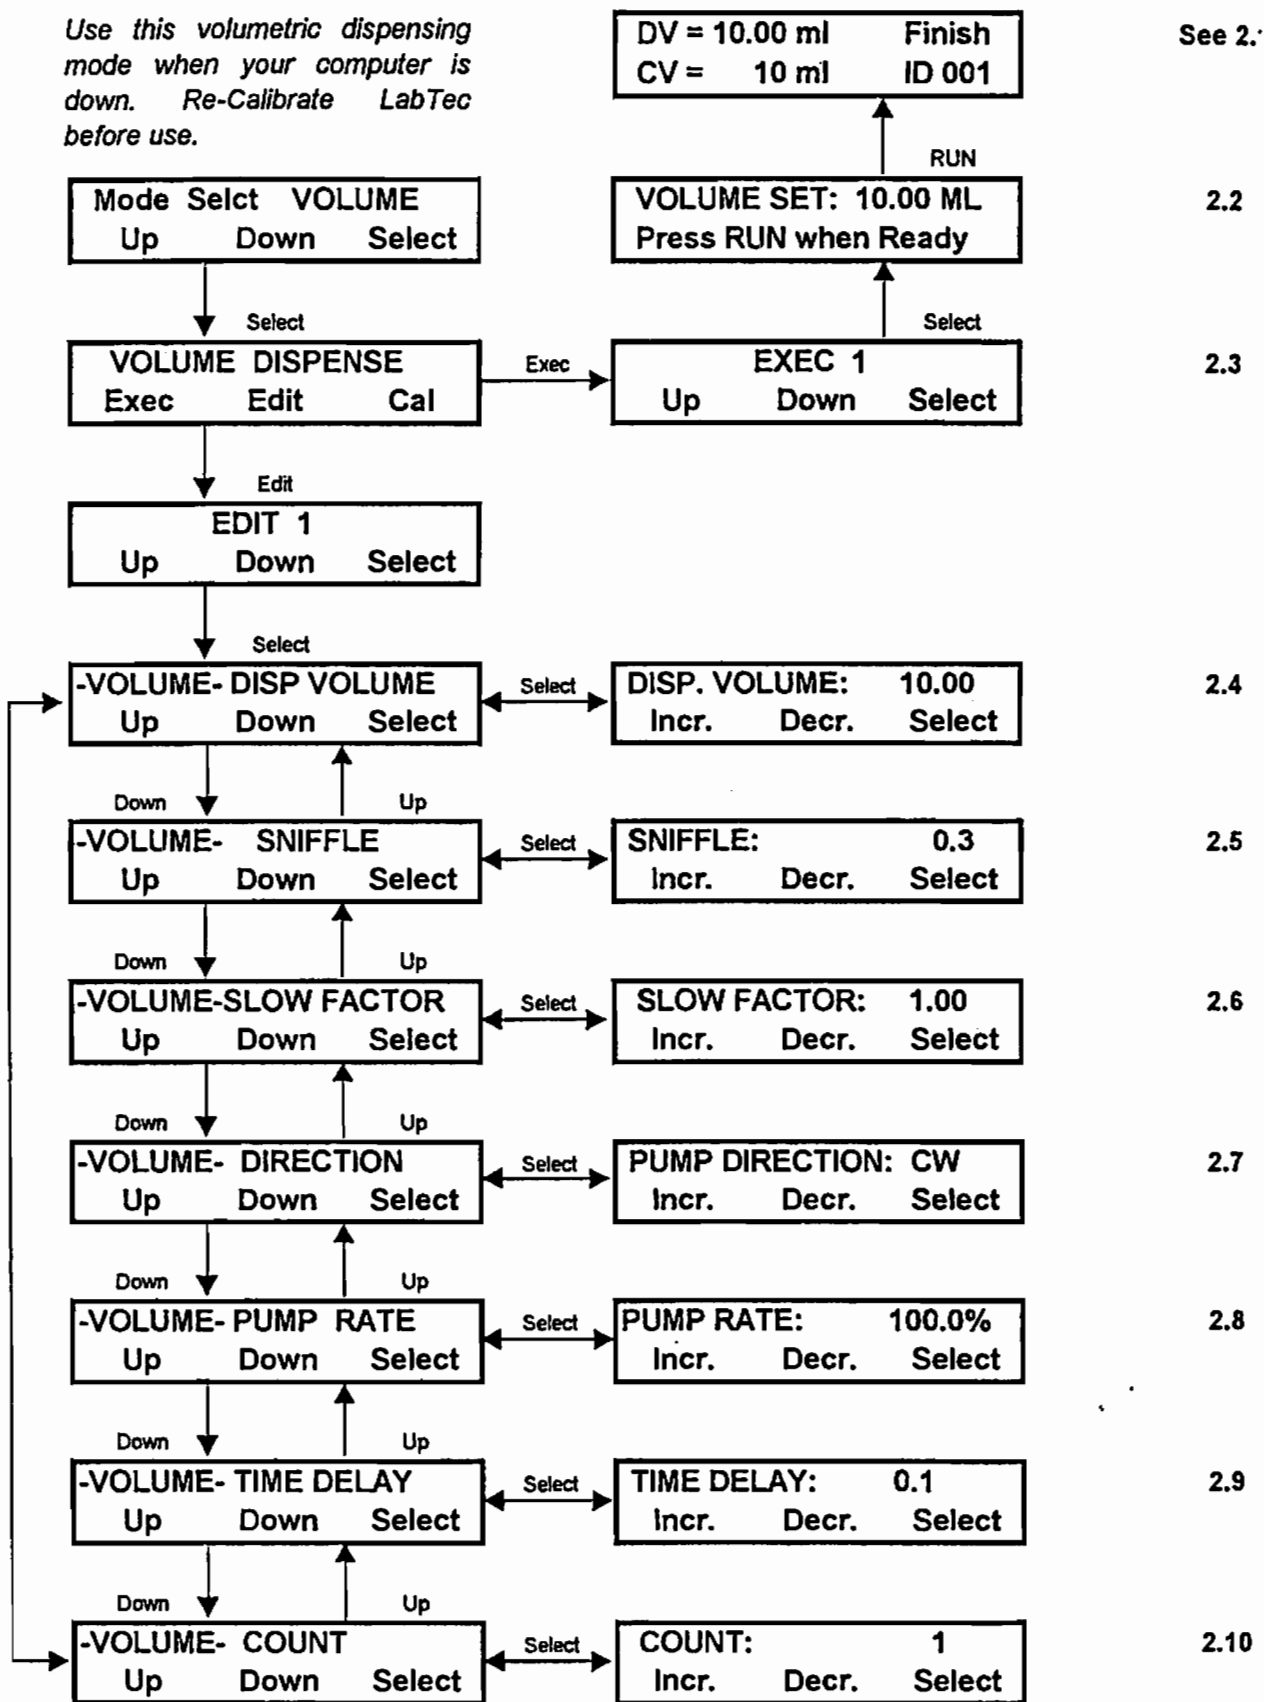 Use this volumetric dispensing
mode when your computer is
down. Re-Calibrate LabTec
before use.
DV = 10.00 ml Finish
CV = 10 ml ID 001
See 2.
RUN
Mode Selct VOLUME
Up Down Select
VOLUME SET: 10.00 ML
Press RUN when Ready
2.2
Select
Select
VOLUME DISPENSE
Exec Edit Cal
Exec
EXEC 1
Up Down Select
2.3
Edit
EDIT 1
Up Down Select
Select
-VOLUME- DISP VOLUME
Up Down Select
Select
DISP. VOLUME: 10.00
Incr. Decr. Select
2.4
Down Up
-VOLUME- SNIFFLE
Up Down Select
Select
SNIFFLE: 0.3
Incr. Decr. Select
2.5
Down Up
-VOLUME-SLOW FACTOR
Up Down Select
Select
SLOW FACTOR: 1.00
Incr. Decr. Select
2.6
Down Up
-VOLUME- DIRECTION
Up Down Select
Select
PUMP DIRECTION: CW
Incr. Decr. Select
2.7
Down Up
-VOLUME- PUMP RATE
Up Down Select
Select
PUMP RATE: 100.0%
Incr. Decr. Select
2.8
Down Up
-VOLUME- TIME DELAY
Up Down Select
Select
TIME DELAY: 0.1
Incr. Decr. Select
2.9
Down Up
-VOLUME- COUNT
Up Down Select
Select
COUNT: 1
Incr. Decr. Select
2.10